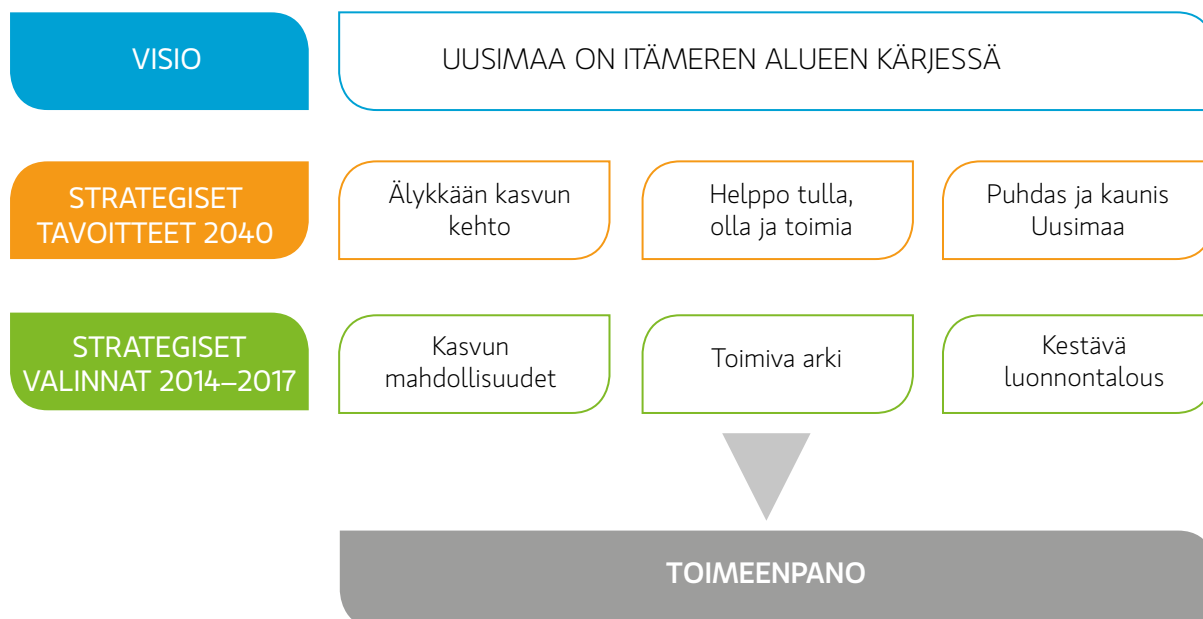 VISIO
UUSIMAA ON ITÄMEREN ALUEEN KÄRJESSÄ
STRATEGISET
TAVOITTEET 2040
Älykkään kasvun
kehto
Helppo tulla,
olla ja toimia
Puhdas ja kaunis
Uusimaa
STRATEGISET
VALINNAT 2014–2017
Kasvun
mahdollisuudet
Toimiva arki
Kestävä
luonnontalous
TOIMEENPANO